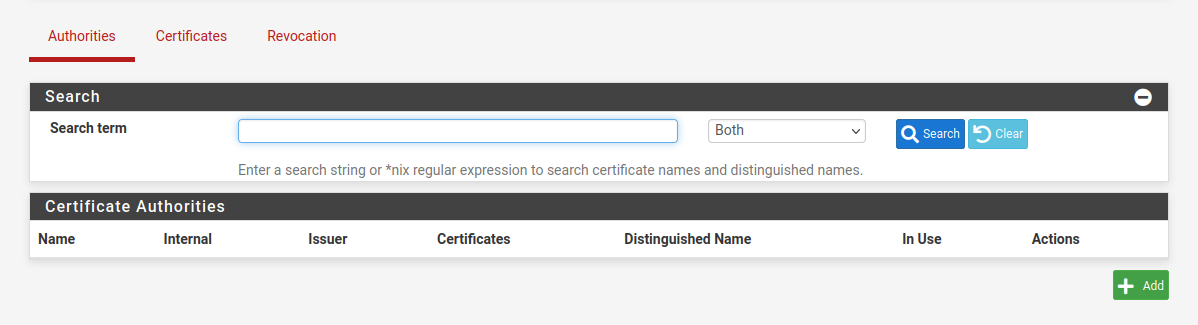 Authorities Certificates Revocation
Search
Search term Both Search Clear
Enter a search string or *nix regular expression to search certificate names and distinguished names.
Certificate Authorities
Name Internal Issuer Certificates Distinguished Name In Use Actions
Add